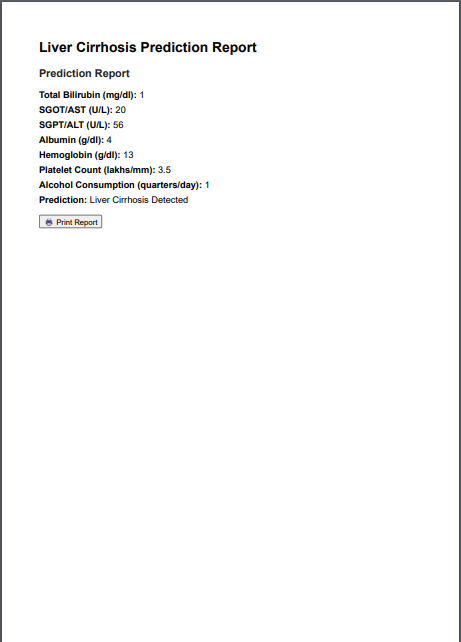 Liver Cirrhosis Prediction Report
Prediction Report
Total Bilirubin (mg/dl): 1
SGOT/AST (U/L): 20
SGPT/ALT (U/L): 56
Albumin (g/dl): 4
Hemoglobin (g/dl): 13
Platelet Count (lakhs/mm): 3.5
Alcohol Consumption (quarters/day): 1
Prediction: Liver Cirrhosis Detected
Print Report